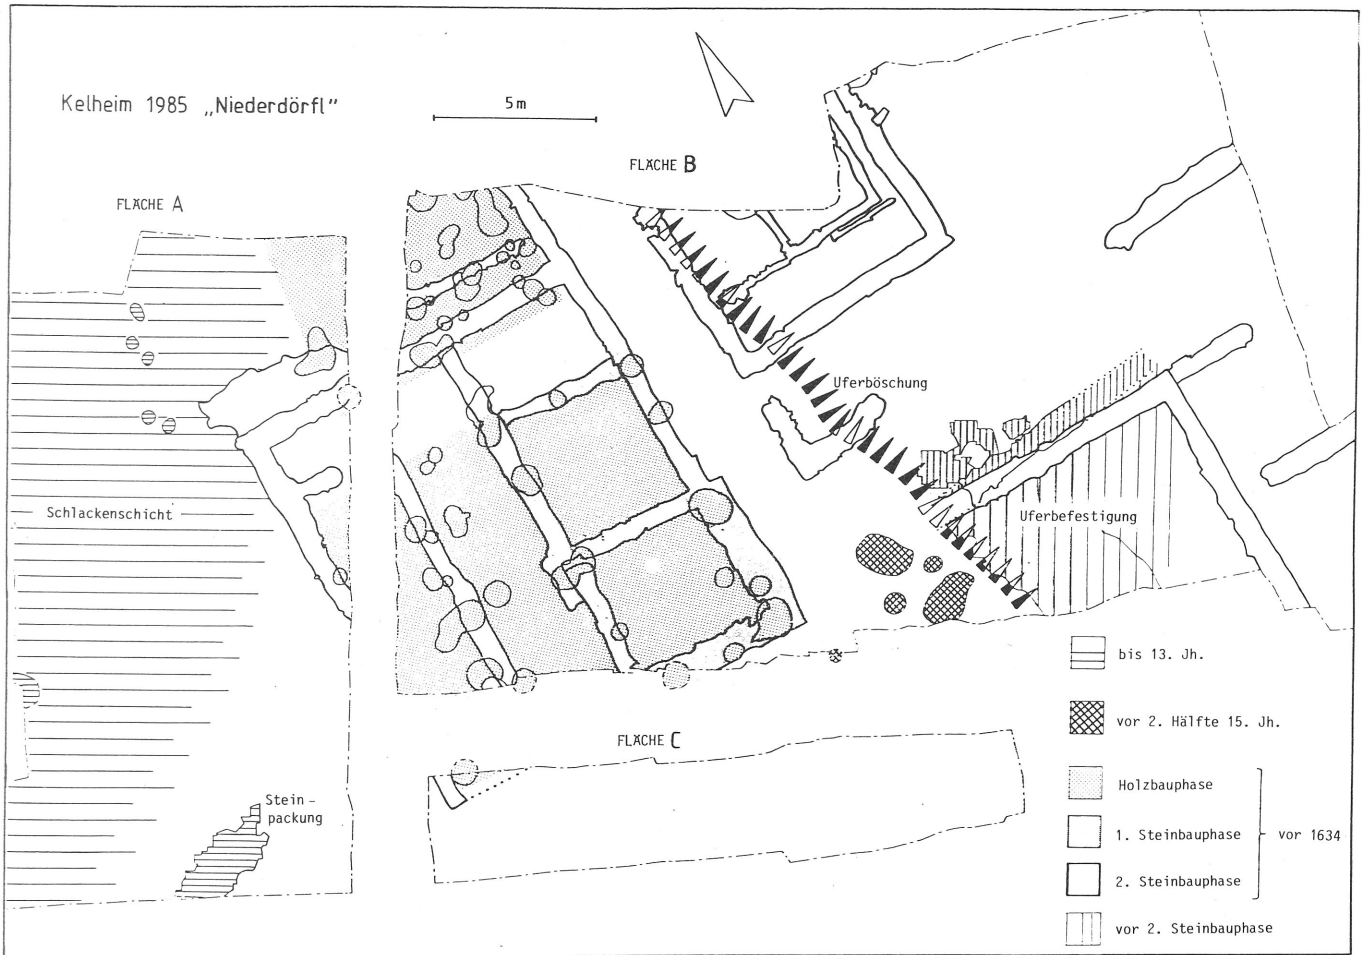 Kelheim 1985 „Niederdörfl“
5 m
FLÄCHE A
FLÄCHE B
Uferböschung
Uferbefestigung
Schlackenschicht
Stein-
packung
FLÄCHE C
bis 13. Jh.
vor 2. Hälfte 15. Jh.
Holzbauphase
1. Steinbauphase
vor 1634
2. Steinbauphase
vor 2. Steinbauphase